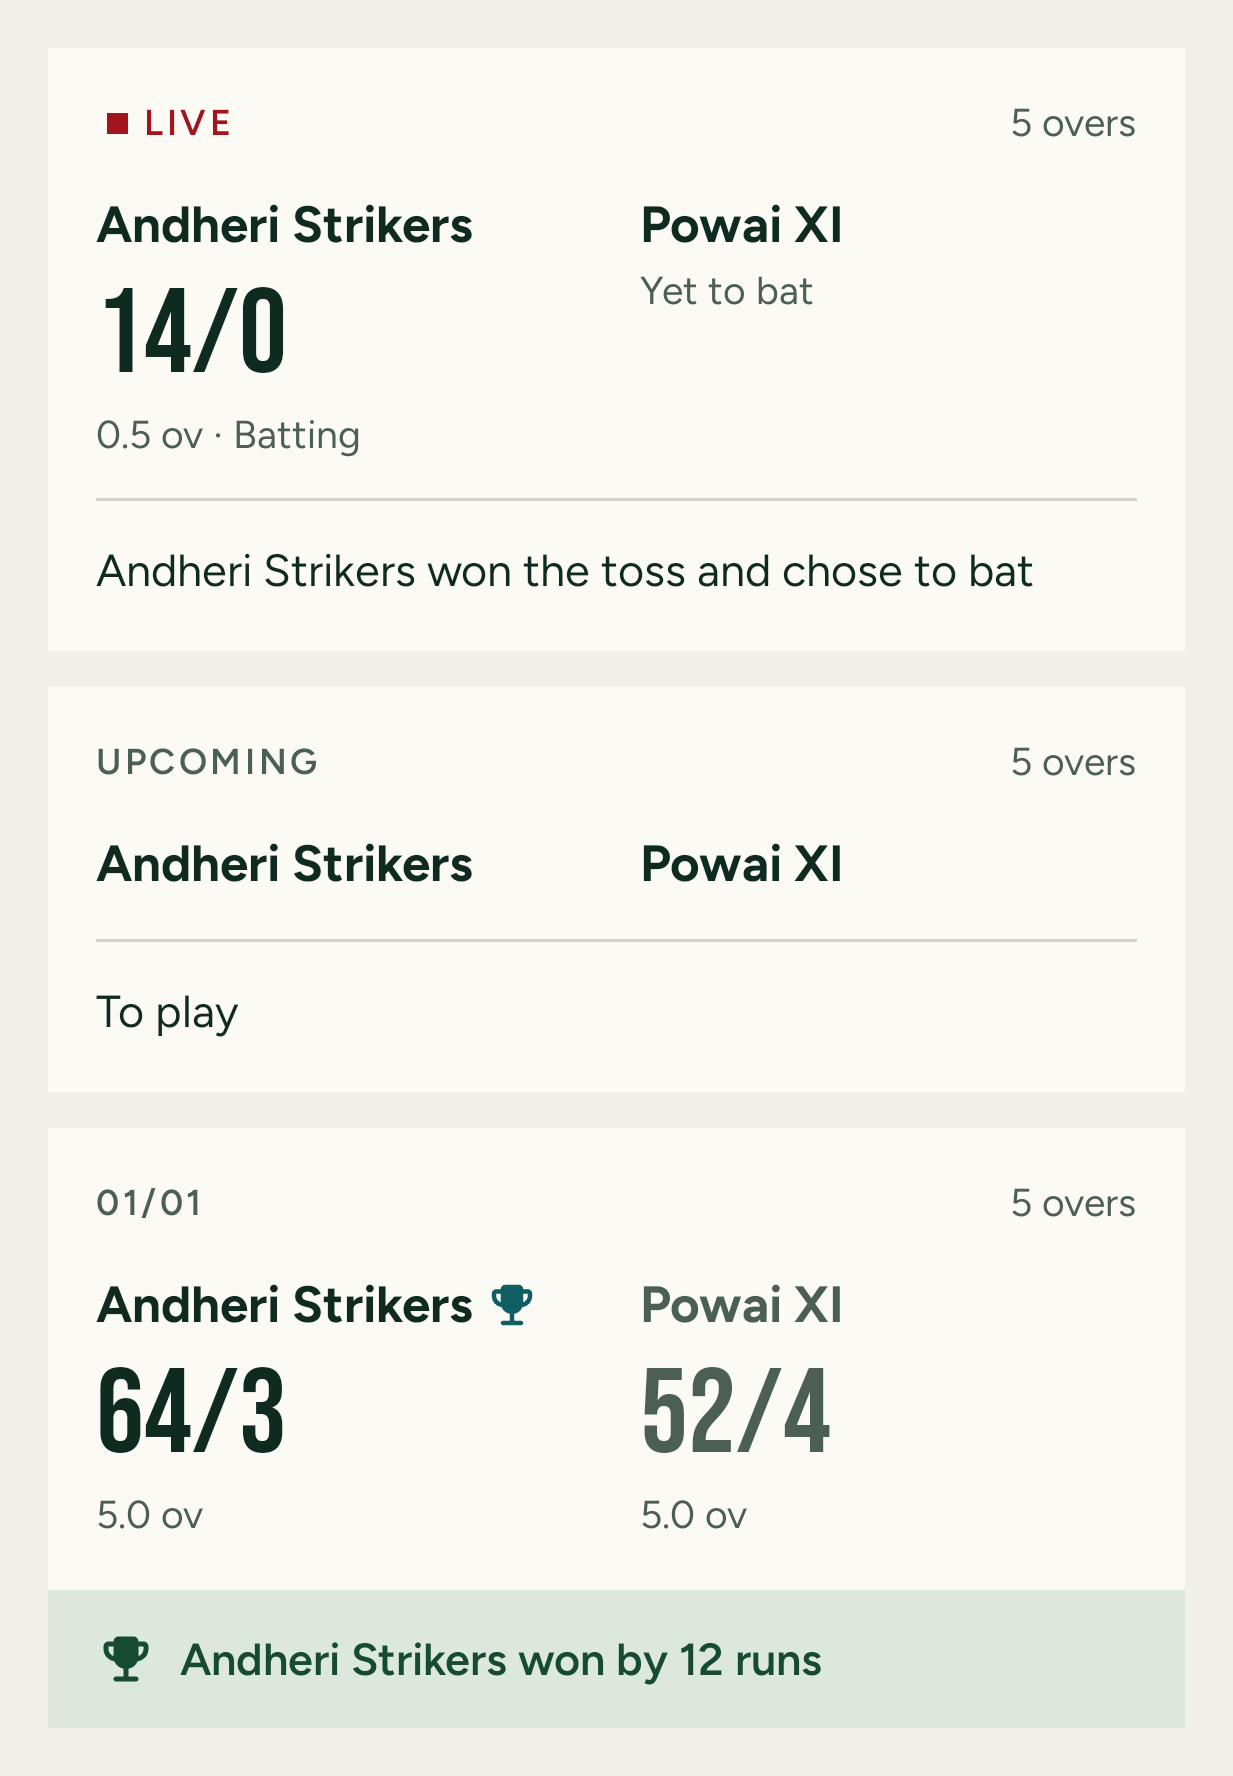 LIVE
5 overs
Andheri Strikers
Powai XI
14/0
Yet to bat
0.5 ov · Batting
Andheri Strikers won the toss and chose to bat
UPCOMING
5 overs
Andheri Strikers
Powai XI
To play
01/01
5 overs
Andheri Strikers
Powai XI
64/3
52/4
5.0 ov
5.0 ov
Andheri Strikers won by 12 runs